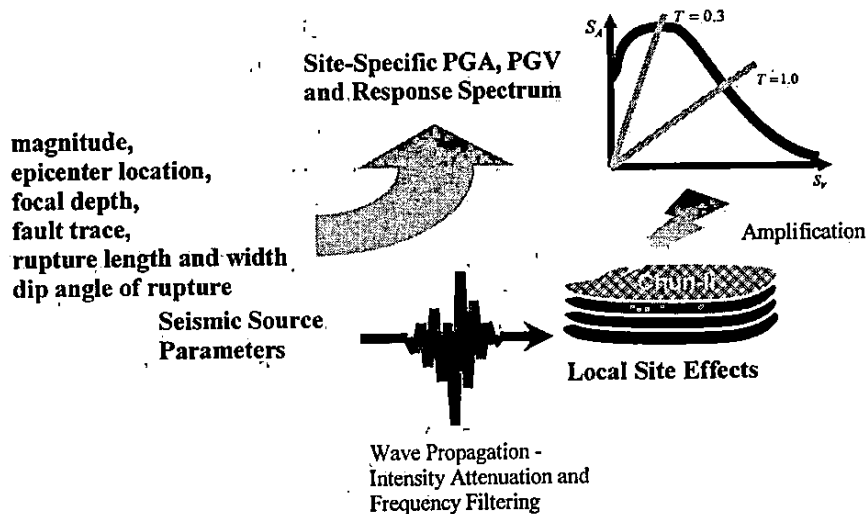 Site-Specific PGA, PGV
and Response Spectrum
S_A
T = 0.3
T=1.0
S_V
magnitude,
epicenter location,
focal depth,
fault trace,
rupture length and width
dip angle of rupture
Seismic Source
Parameters
Amplification
Local Site Effects
Wave Propagation -
Intensity Attenuation and
Frequency Filtering